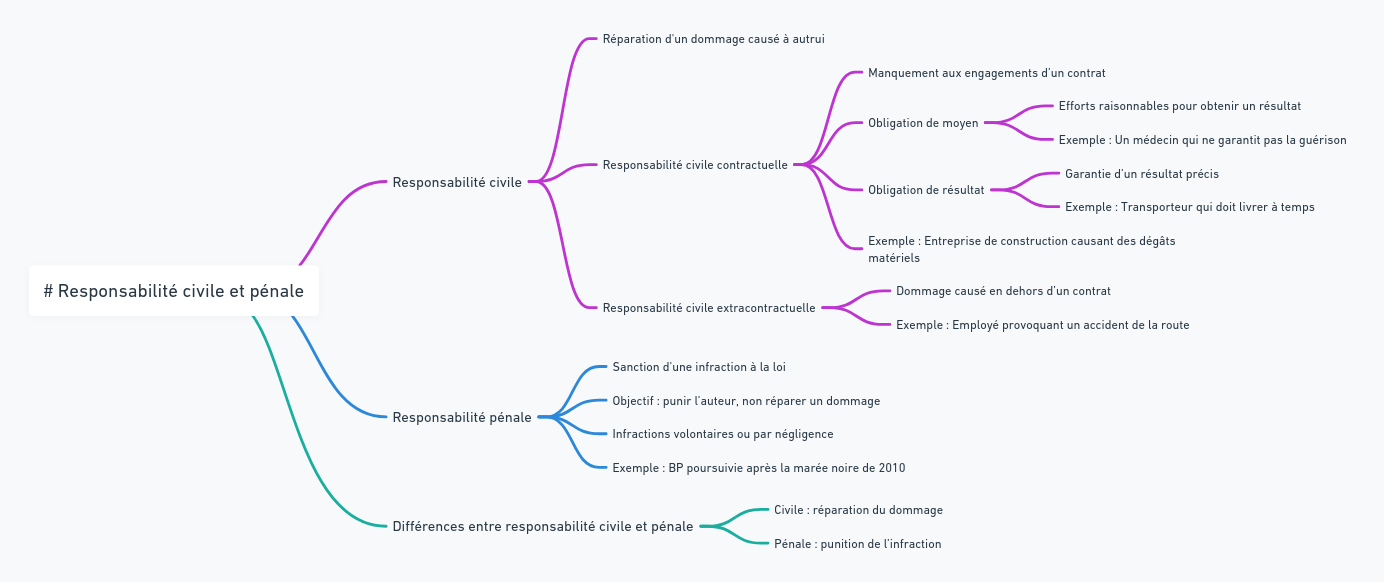 # Responsabilité civile et pénale
Responsabilité civile
Réparation d'un dommage causé à autrui
Responsabilité civile contractuelle
Manquement aux engagements d'un contrat
Obligation de moyen
Efforts raisonnables pour obtenir un résultat
Exemple : Un médecin qui ne garantit pas la guérison
Obligation de résultat
Garantie d'un résultat précis
Exemple : Transporteur qui doit livrer à temps
Exemple : Entreprise de construction causant des dégâts
matériels
Responsabilité civile extracontractuelle
Dommage causé en dehors d'un contrat
Exemple : Employé provoquant un accident de la route
Responsabilité pénale
Sanction d'une infraction à la loi
Objectif : punir l'auteur, non réparer un dommage
Infractions volontaires ou par négligence
Exemple : BP poursuivie après la marée noire de 2010
Différences entre responsabilité civile et pénale
Civile : réparation du dommage
Pénale : punition de l'infraction